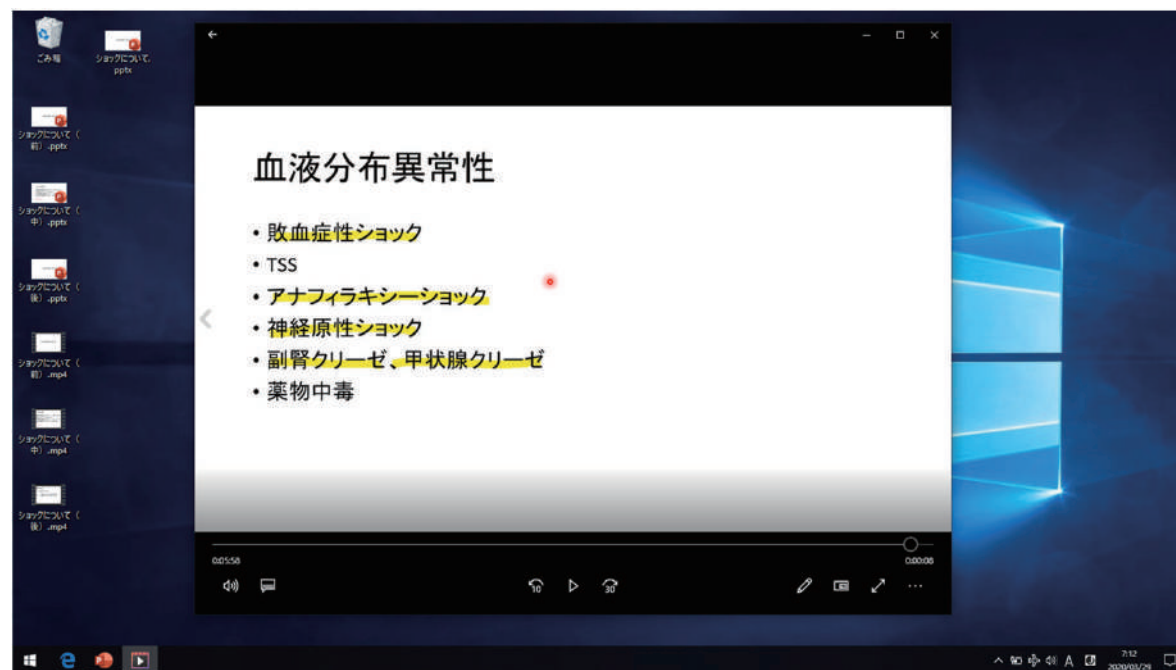 ごみ箱
ショックについて.
pptx
ショックについて（
前）.pptx
ショックについて（
中）.pptx
ショックについて（
後）.pptx
ショックについて（
前）.mp4
ショックについて（
中）.mp4
ショックについて（
後）.mp4
血液分布異常性
• 敗血症性ショック
• TSS
• アナフィラキシーショック
• 神経原性ショック
• 副腎クリーゼ、甲状腺クリーゼ
• 薬物中毒
0:05:58
0:00:08
10
30
A
7:12
2020/03/29